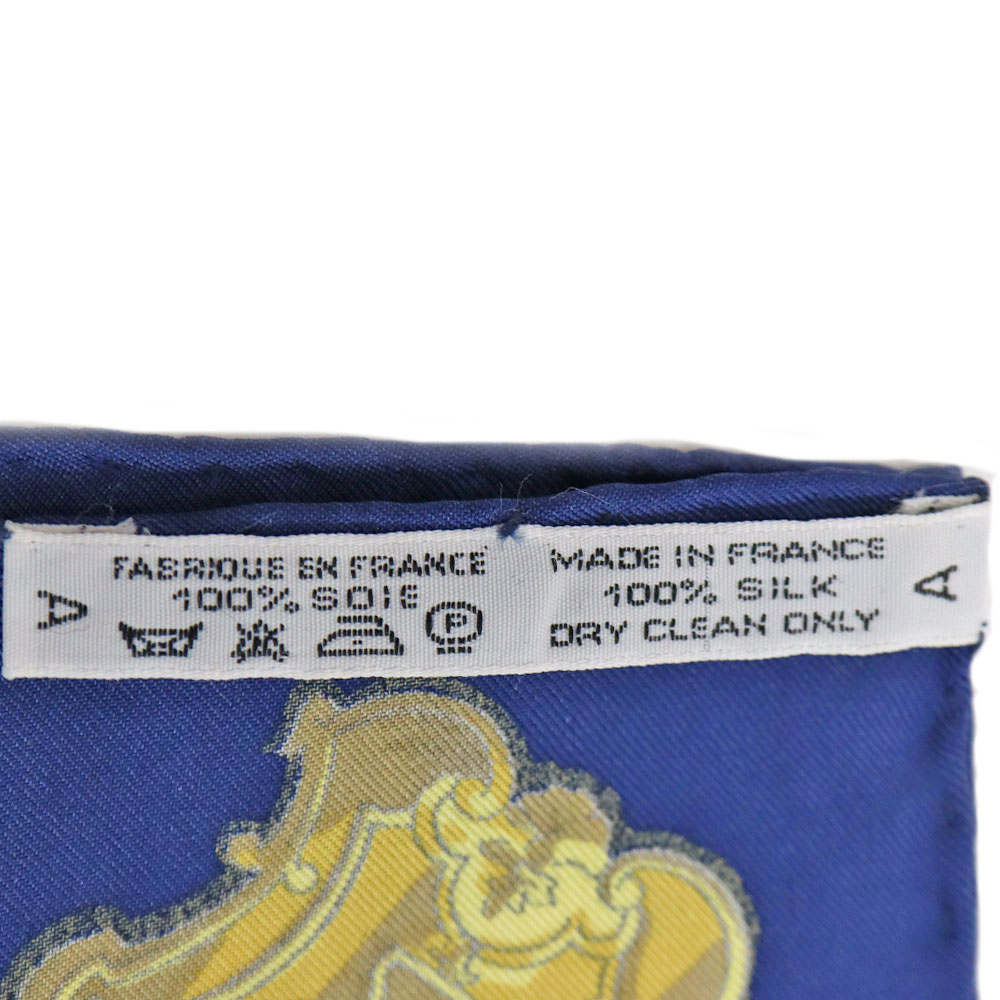 A
FABRIQUE EN FRANCE
100% SOIE
P
MADE IN FRANCE
100% SILK
DRY CLEAN ONLY
A